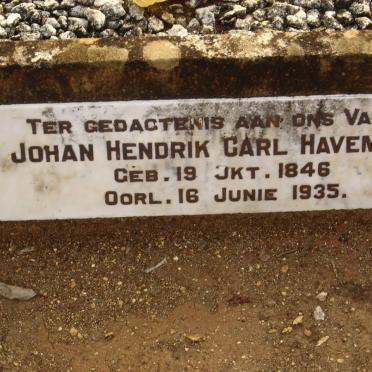 TER GEDACTENIS AAN ONS VA
JOHAN HENDRIK CARL HAVEM
GEB. 19 OKT. 1846
OORL. 16 JUNIE 1935.